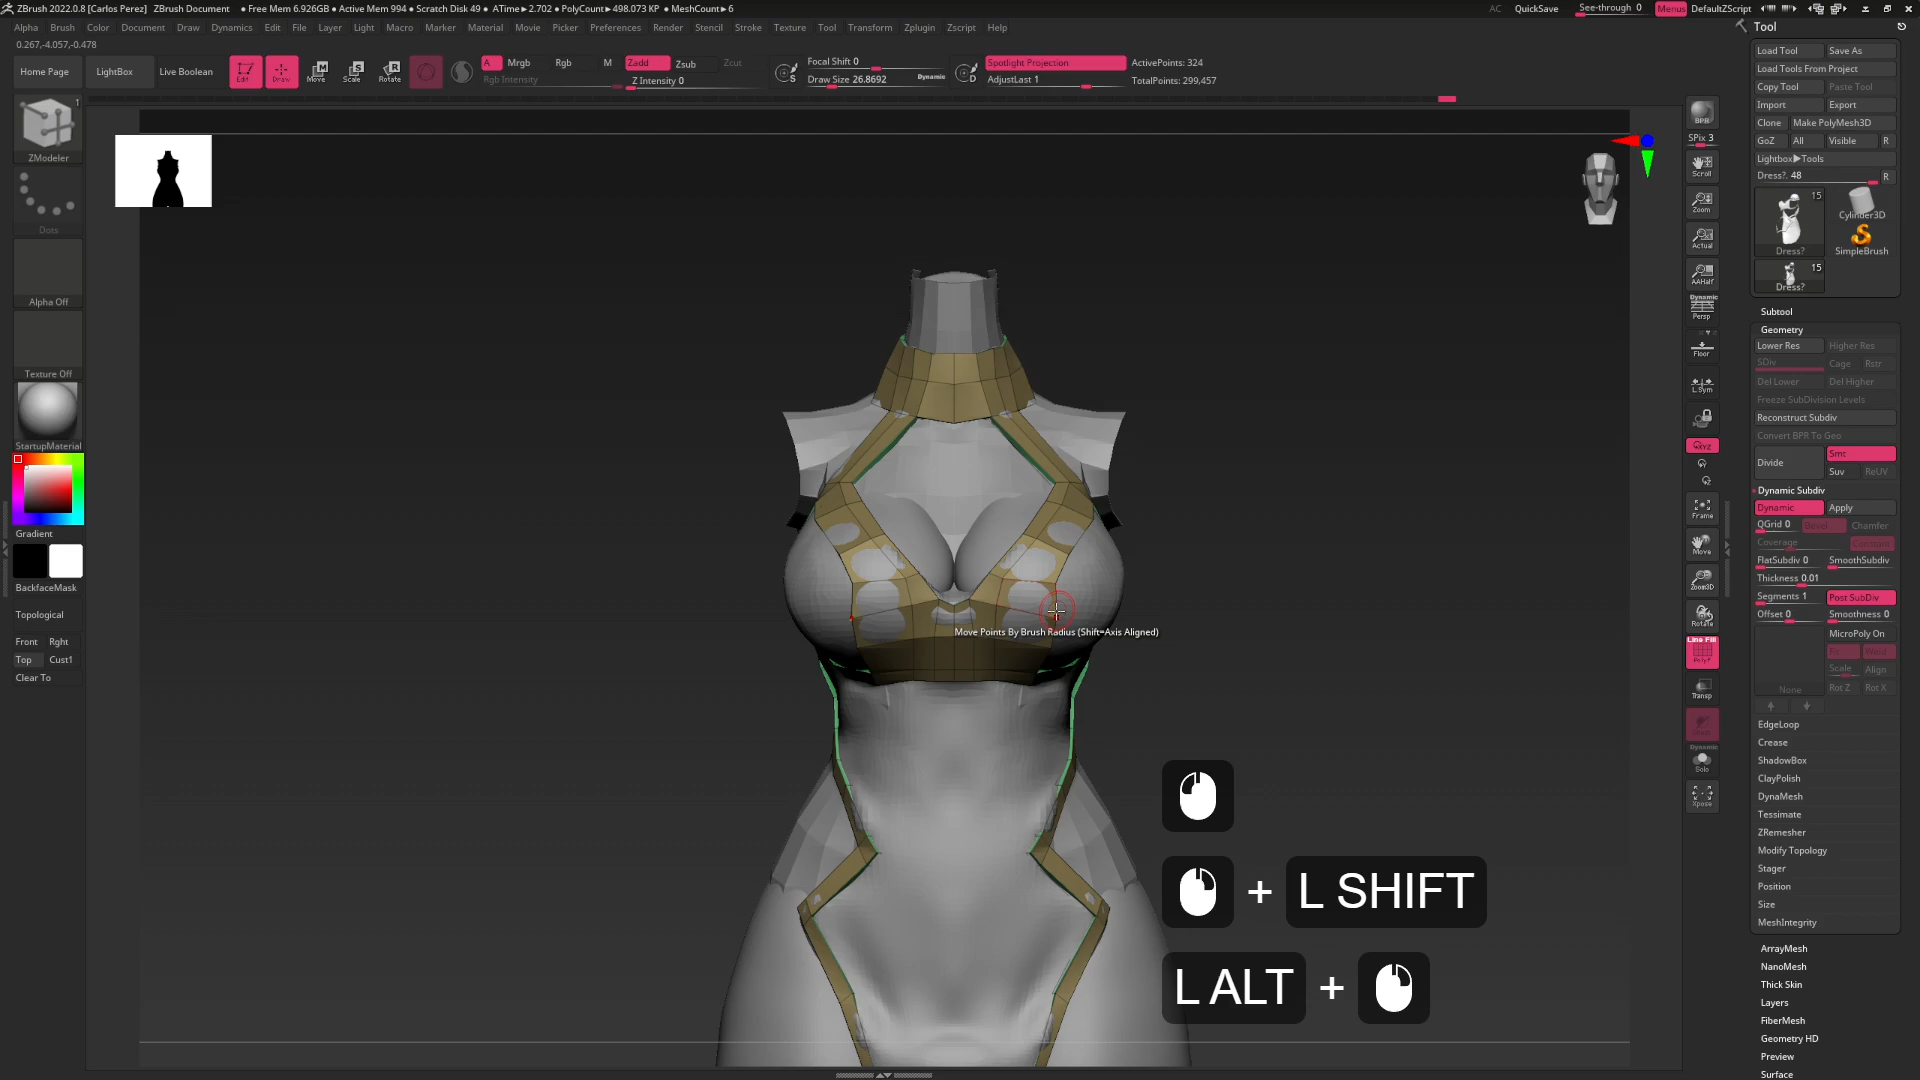 ZBrush 2022.0.8 [Carlos Perez] ZBrush Document ● Free Mem 6.926GB ● Active Mem 994 ● Scratch Disk 49 ● ATime▸2.702 ● PolyCount▸498.073 KP ● MeshCount▸6
AC QuickSave See-through 0 Menus DefaultZScript
Alpha Brush Color Document Draw Dynamics Edit File Layer Light Macro Marker Material Movie Picker Preferences Render Stencil Stroke Texture Tool Transform Zplugin Zscript Help
0.267,-4.057,-0.478
Home Page LightBox Live Boolean Edit Draw Move Scale Rotate
A Mrgb Rgb M Zadd Zsub Zcut
Rgb Intensity Z Intensity 0
Focal Shift 0
Draw Size 26.8692 Dynamic
S D
Spotlight Projection ActivePoints: 324
AdjustLast 1 TotalPoints: 299,457
1
ZModeler
Dots
Alpha Off
Texture Off
StartupMaterial
Gradient
BackfaceMask
Topological
Front Rght
Top Cust1
Clear To
Move Points By Brush Radius (Shift=Axis Aligned)
+ L SHIFT
L ALT +
BPR
SPix 3
Scroll
Zoom
Actual
AAHalf
Dynamic
Persp
Floor
L.Sym
XYZ
Frame
Move
Zoom3D
Rotate
Line Fill
PolyF
Transp
Dynamic
Solo
Xpose
Tool
Load Tool Save As
Load Tools From Project
Copy Tool Paste Tool
Import Export
Clone Make PolyMesh3D
GoZ All Visible R
Lightbox▶Tools
Dress?. 48 R
15
Cylinder3D
Dress? SimpleBrush
15
Dress?
Subtool
Geometry
Lower Res Higher Res
SDiv Cage Rstr
Del Lower Del Higher
Freeze SubDivision Levels
Reconstruct Subdiv
Convert BPR To Geo
Divide Smt
Suv ReUV
Dynamic Subdiv
Dynamic Apply
QGrid 0 Bevel Chamfer
Coverage Constant
FlatSubdiv 0 SmoothSubdiv
Thickness 0.01
Segments 1 Post SubDiv
Offset 0 Smoothness 0
MicroPoly On
Fit Weld
Scale Align
None Rot Z Rot X
EdgeLoop
Crease
ShadowBox
ClayPolish
DynaMesh
Tessimate
ZRemesher
Modify Topology
Stager
Position
Size
MeshIntegrity
ArrayMesh
NanoMesh
Thick Skin
Layers
FiberMesh
Geometry HD
Preview
Surface